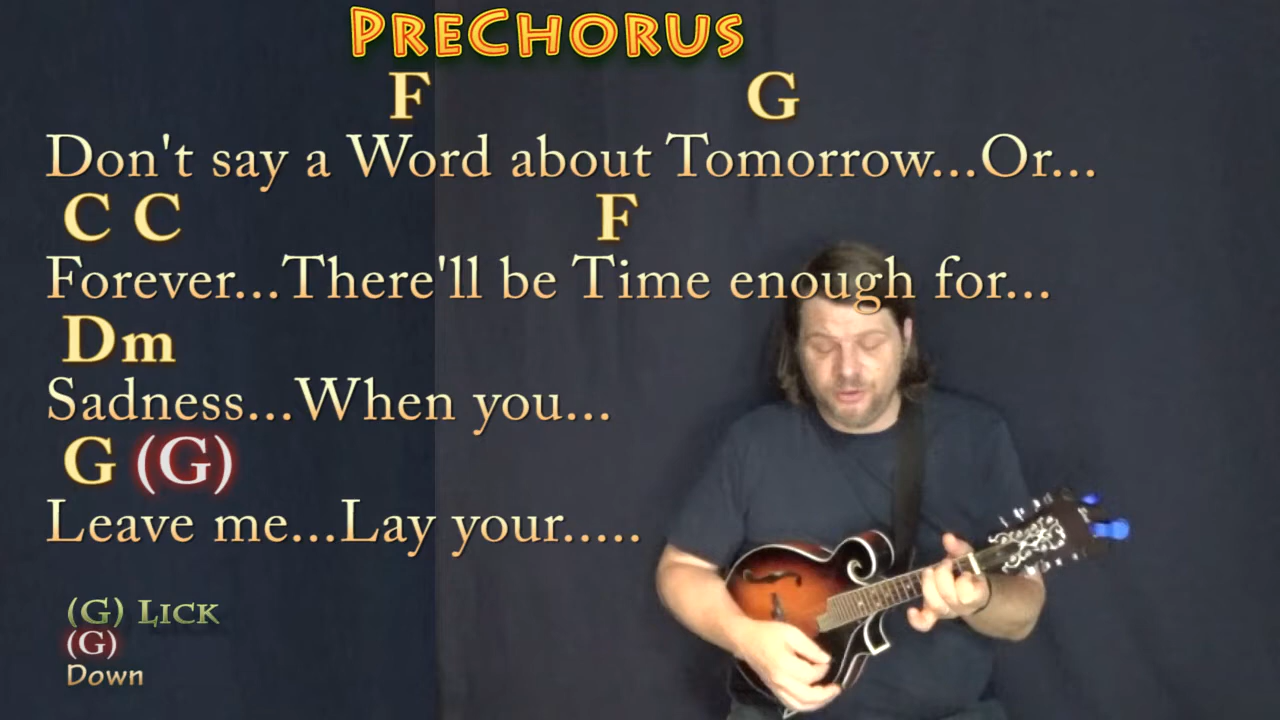 PreChorus
F G
Don't say a Word about Tomorrow...Or...
C C F
Forever...There'll be Time enough for...
Dm
Sadness...When you...
G (G)
Leave me...Lay your.....
(G) Lick
(G)
Down